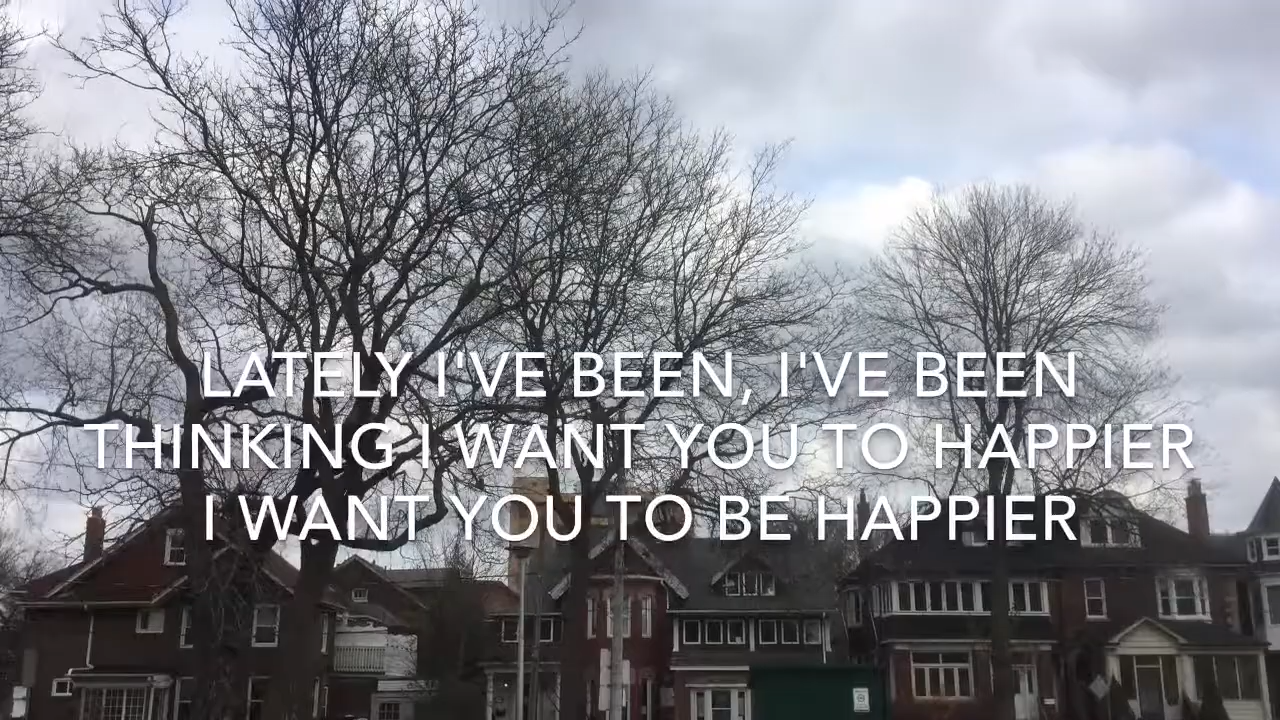 LATELY I'VE BEEN, I'VE BEEN
THINKING I WANT YOU TO HAPPIER
I WANT YOU TO BE HAPPIER